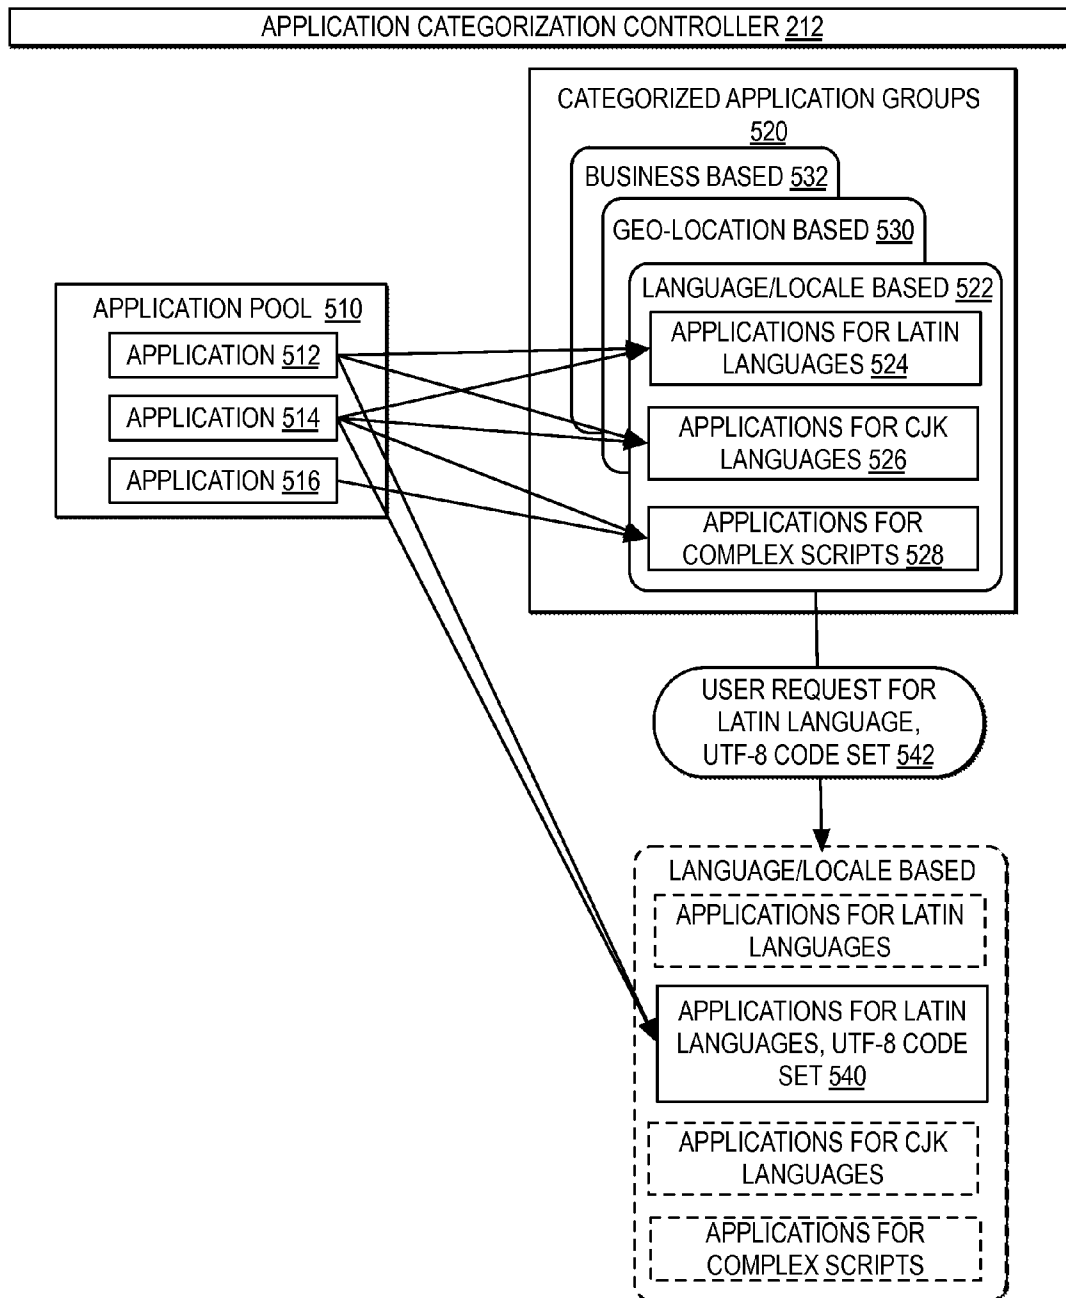 APPLICATION CATEGORIZATION CONTROLLER 212
CATEGORIZED APPLICATION GROUPS
520
BUSINESS BASED 532
GEO-LOCATION BASED 530
LANGUAGE/LOCALE BASED 522
APPLICATIONS FOR LATIN
LANGUAGES 524
APPLICATIONS FOR CJK
LANGUAGES 526
APPLICATIONS FOR
COMPLEX SCRIPTS 528
APPLICATION POOL 510
APPLICATION 512
APPLICATION 514
APPLICATION 516
USER REQUEST FOR
LATIN LANGUAGE,
UTF-8 CODE SET 542
LANGUAGE/LOCALE BASED
APPLICATIONS FOR LATIN
LANGUAGES
APPLICATIONS FOR LATIN
LANGUAGES, UTF-8 CODE
SET 540
APPLICATIONS FOR CJK
LANGUAGES
APPLICATIONS FOR
COMPLEX SCRIPTS